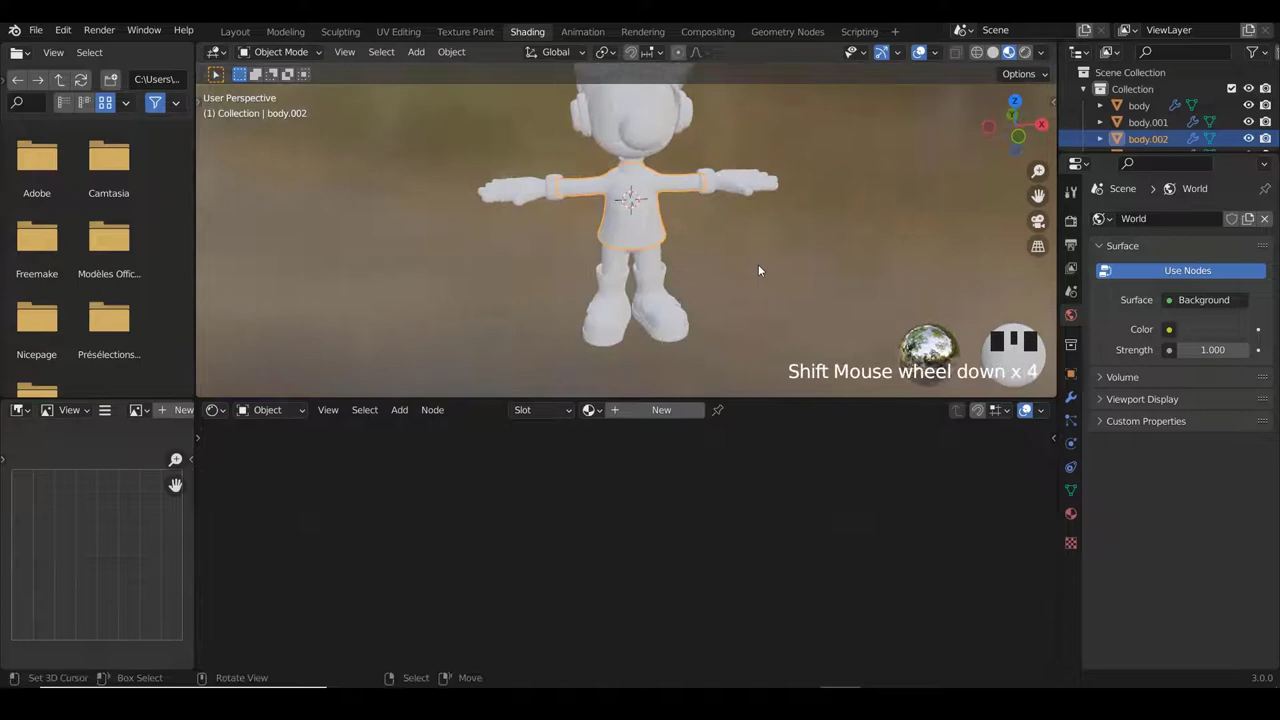 File Edit Render Window Help Layout Modeling Sculpting UV Editing Texture Paint Shading Animation Rendering Compositing Geometry Nodes Scripting Scene ViewLayer
View Select Object Mode View Select Add Object Global
C:\Users\... Options Scene Collection
Collection
User Perspective
(1) Collection | body.002
body
body.001
body.002
Z
X
Y
Adobe Camtasia
Scene World
World
Surface
Use Nodes
Surface Background
Color
Strength 1.000
Freemake Modèles Offic...
Nicepage Présélections...
Shift Mouse wheel down x 4
Volume
Viewport Display
Custom Properties
View New Object View Select Add Node Slot New
Set 3D Cursor Box Select Rotate View Select Move 3.0.0